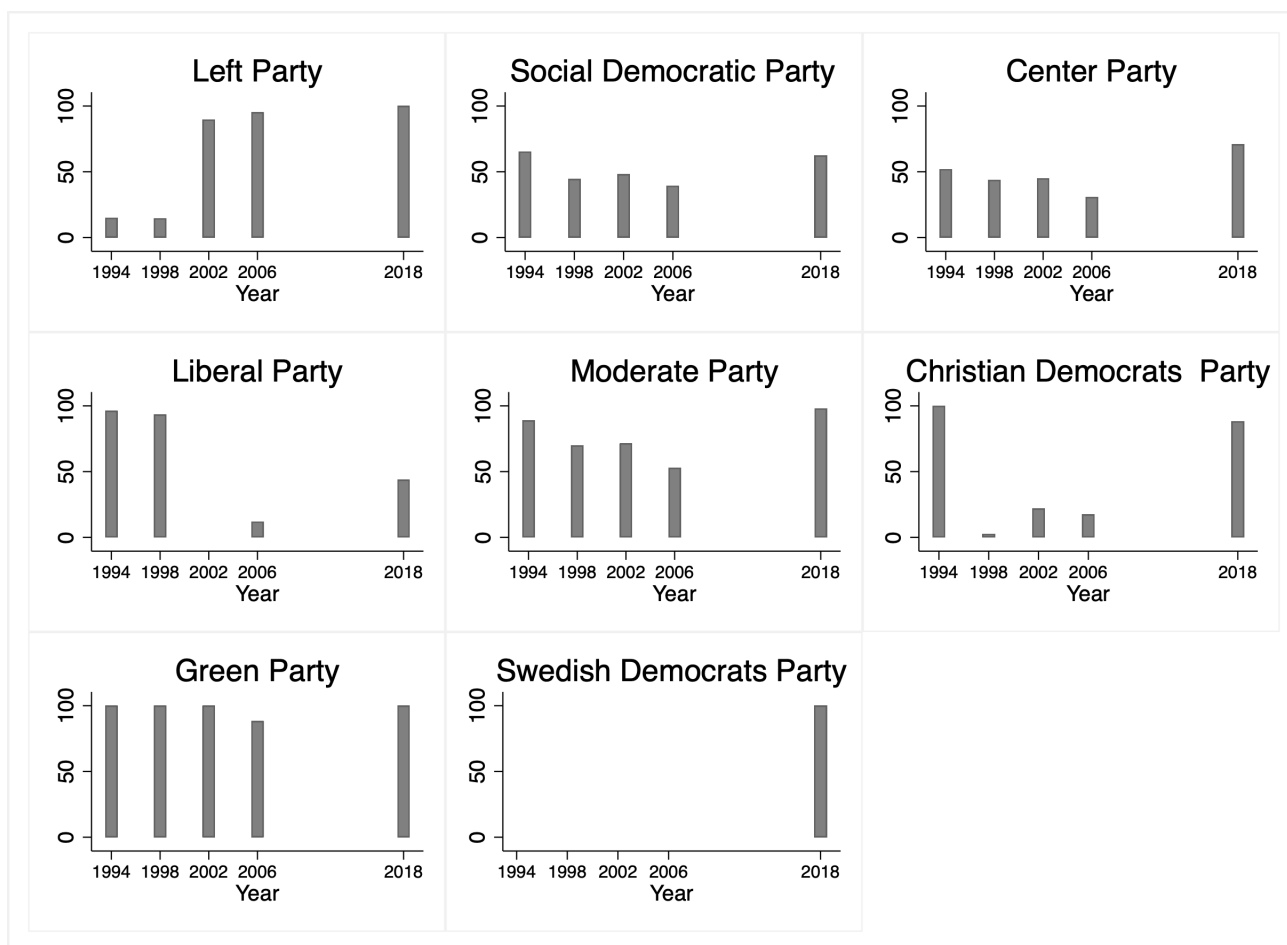 Left Party
100
50
0
1994 1998 2002 2006 2018
Year
Social Democratic Party
100
50
0
1994 1998 2002 2006 2018
Year
Center Party
100
50
0
1994 1998 2002 2006 2018
Year
Liberal Party
100
50
0
1994 1998 2002 2006 2018
Year
Moderate Party
100
50
0
1994 1998 2002 2006 2018
Year
Christian Democrats  Party
100
50
0
1994 1998 2002 2006 2018
Year
Green Party
100
50
0
1994 1998 2002 2006 2018
Year
Swedish Democrats Party
100
50
0
1994 1998 2002 2006 2018
Year